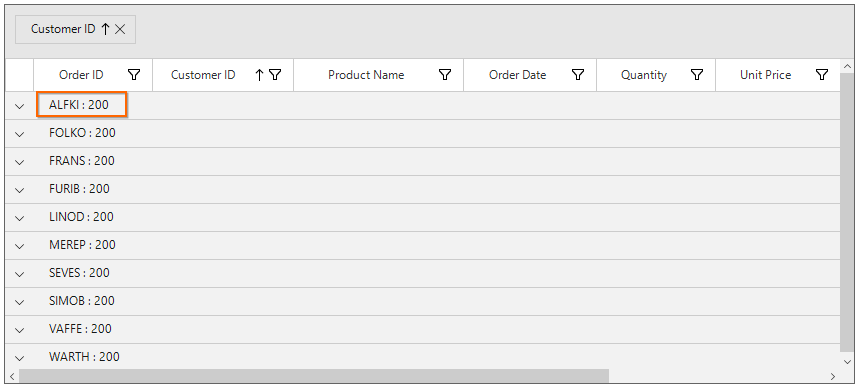 Customer ID
Order ID Customer ID Product Name Order Date Quantity Unit Price
ALFKI : 200
FOLKO : 200
FRANS : 200
FURIB : 200
LINOD : 200
MEREP : 200
SEVES : 200
SIMOB : 200
VAFFE : 200
WARTH : 200